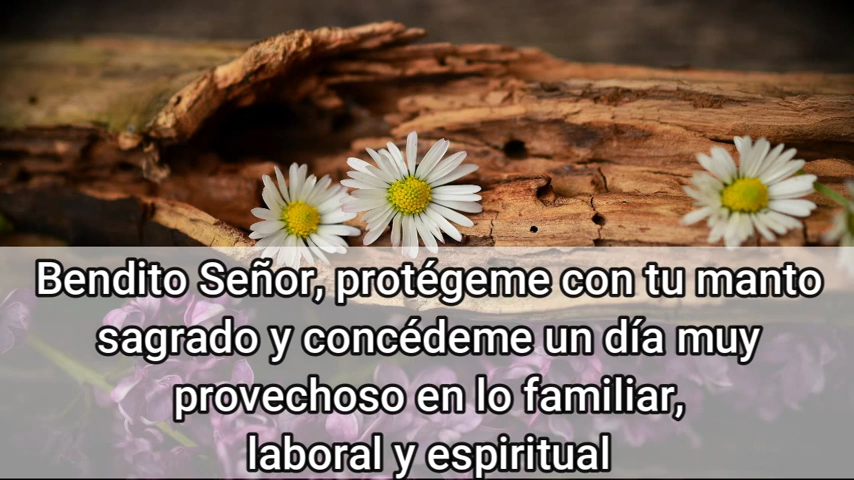 Bendito Señor, protégeme con tu manto
sagrado y concédeme un día muy
provechoso en lo familiar,
laboral y espiritual